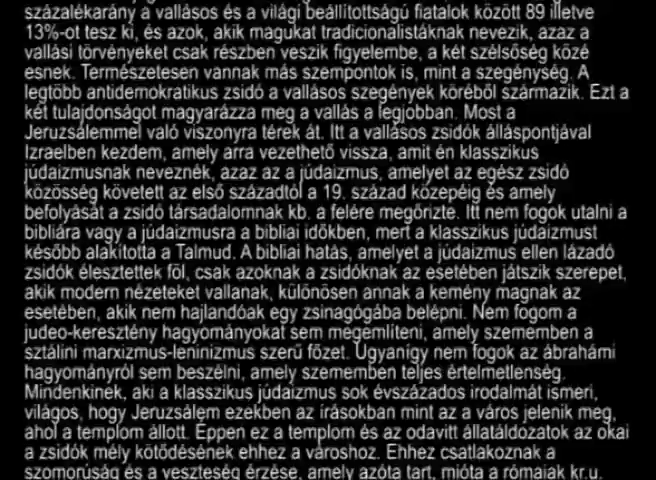 százalékarány a vallásos és a világi beállítottságú fiatalok között 89 illetve
13%-ot tesz ki, és azok, akik magukat tradicionalistáknak nevezik, azaz a
vallási törvényeket csak részben veszik figyelembe, a két szélsőség közé
esnek. Természetesen vannak más szempontok is, mint a szegénység. A
legtöbb antidemokratikus zsidó a vallásos szegények köréből származik. Ezt a
két tulajdonságot magyarázza meg a vallás a legjobban. Most a
Jeruzsálemmel való viszonyra térek át. Itt a vallásos zsidók álláspontjával
Izraelben kezdem, amely arra vezethető vissza, amit én klasszikus
júdaizmusnak neveznék, azaz az a júdaizmus, amelyet az egész zsidó
közösség követett az első századtól a 19. század közepéig és amely
befolyását a zsidó társadalomnak kb. a felére megőrizte. Itt nem fogok utalni a
bibliára vagy a júdaizmusra a bibliai időkben, mert a klasszikus júdaizmust
később alakította a Talmud. A bibliai hatás, amelyet a júdaizmus ellen lázadó
zsidók élesztettek föl, csak azoknak a zsidóknak az esetében játszik szerepet,
akik modern nézeteket vallanak, különösen annak a kemény magnak az
esetében, akik nem hajlandóak egy zsinagógába belépni. Nem fogom a
judeo-keresztény hagyományokat sem megemlíteni, amely szememben a
sztálini marxizmus-leninizmus szerű főzet. Ugyanígy nem fogok az ábrahámi
hagyományról sem beszélni, amely szememben teljes értelmetlenség.
Mindenkinek, aki a klasszikus júdaizmus sok évszázados irodalmát ismeri,
világos, hogy Jeruzsálem ezekben az írásokban mint az a város jelenik meg,
ahol a templom állott. Éppen ez a templom és az odavitt állatáldozatok az okai
a zsidók mély kötődésének ehhez a városhoz. Ehhez csatlakoznak a
szomorúság és a veszteség érzése, amely azóta tart, mióta a rómaiak kr.u.